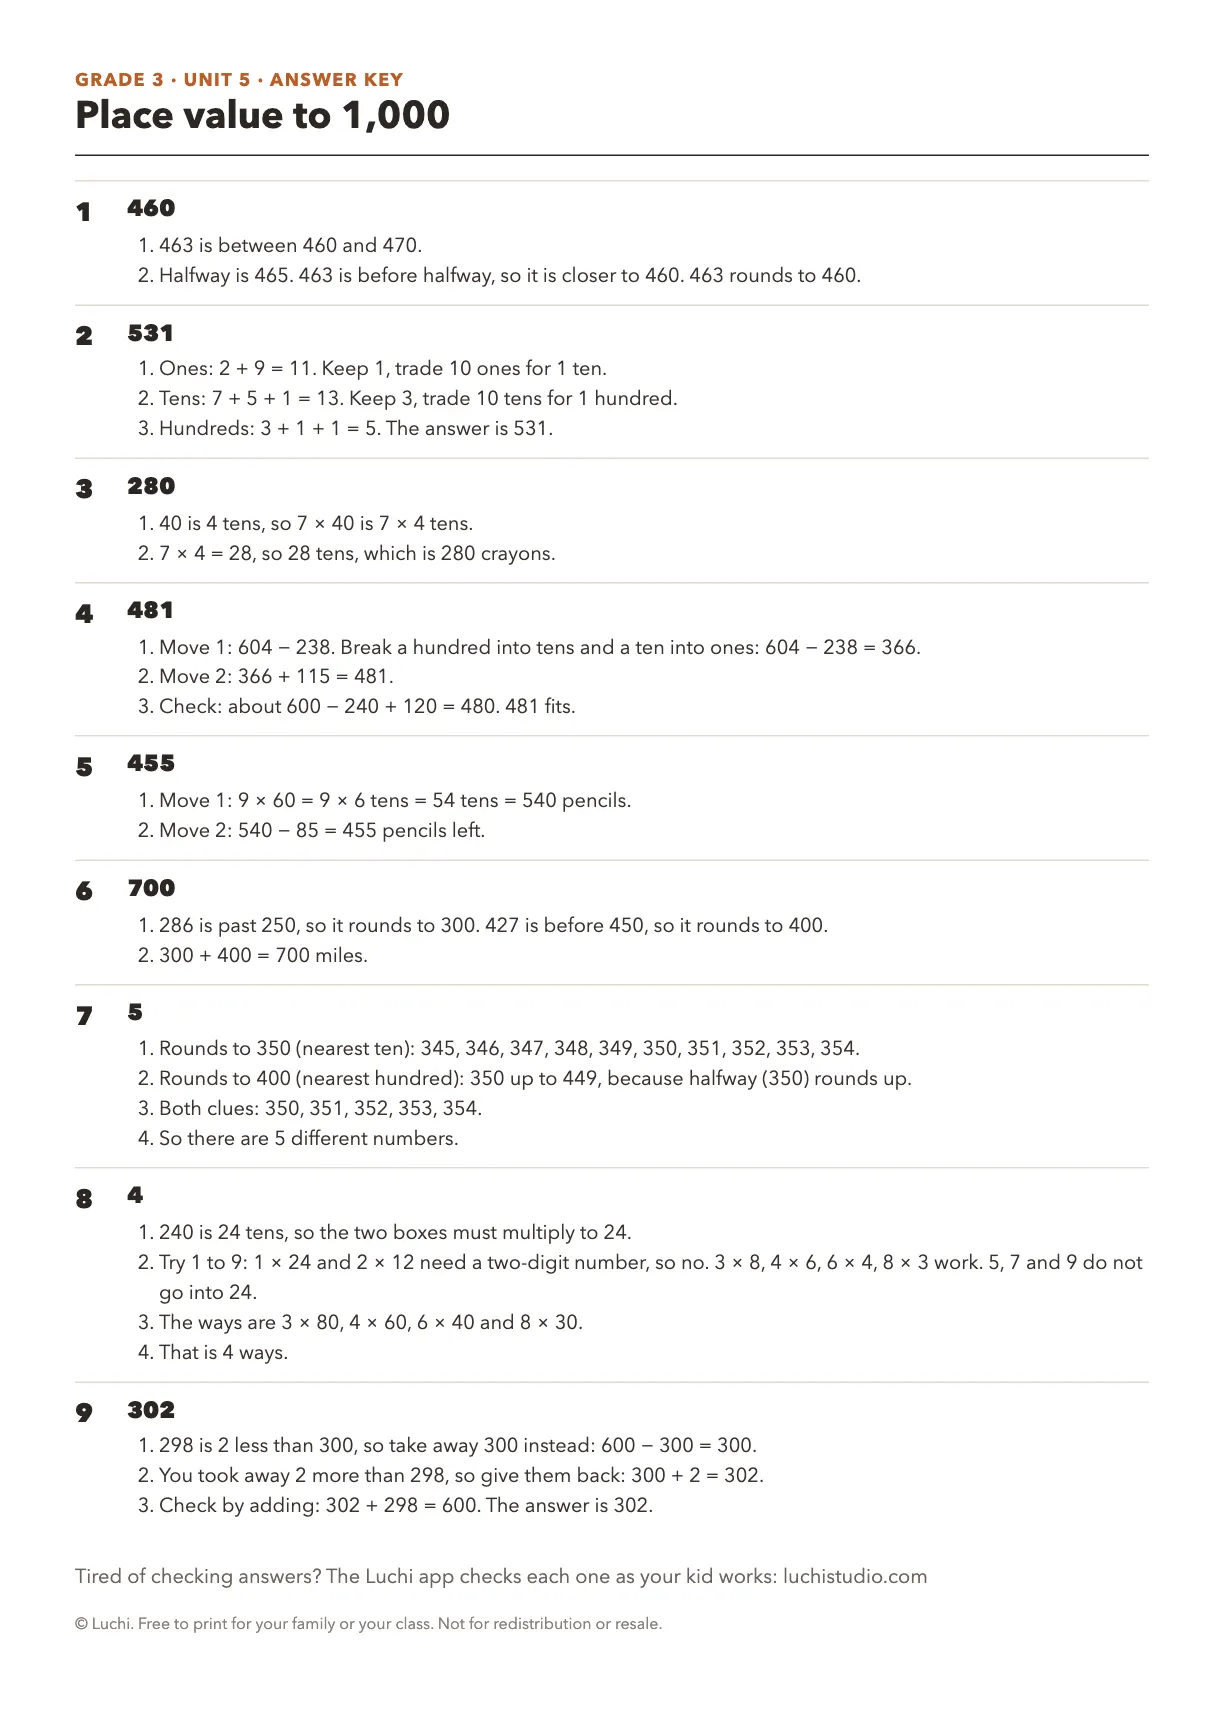 GRADE 3 · UNIT 5 · ANSWER KEY
Place value to 1,000
1 460
1. 463 is between 460 and 470.
2. Halfway is 465. 463 is before halfway, so it is closer to 460. 463 rounds to 460.
2 531
1. Ones: 2 + 9 = 11. Keep 1, trade 10 ones for 1 ten.
2. Tens: 7 + 5 + 1 = 13. Keep 3, trade 10 tens for 1 hundred.
3. Hundreds: 3 + 1 + 1 = 5. The answer is 531.
3 280
1. 40 is 4 tens, so 7 × 40 is 7 × 4 tens.
2. 7 × 4 = 28, so 28 tens, which is 280 crayons.
4 481
1. Move 1: 604 − 238. Break a hundred into tens and a ten into ones: 604 − 238 = 366.
2. Move 2: 366 + 115 = 481.
3. Check: about 600 − 240 + 120 = 480. 481 fits.
5 455
1. Move 1: 9 × 60 = 9 × 6 tens = 54 tens = 540 pencils.
2. Move 2: 540 − 85 = 455 pencils left.
6 700
1. 286 is past 250, so it rounds to 300. 427 is before 450, so it rounds to 400.
2. 300 + 400 = 700 miles.
7 5
1. Rounds to 350 (nearest ten): 345, 346, 347, 348, 349, 350, 351, 352, 353, 354.
2. Rounds to 400 (nearest hundred): 350 up to 449, because halfway (350) rounds up.
3. Both clues: 350, 351, 352, 353, 354.
4. So there are 5 different numbers.
8 4
1. 240 is 24 tens, so the two boxes must multiply to 24.
2. Try 1 to 9: 1 × 24 and 2 × 12 need a two-digit number, so no. 3 × 8, 4 × 6, 6 × 4, 8 × 3 work. 5, 7 and 9 do not
go into 24.
3. The ways are 3 × 80, 4 × 60, 6 × 40 and 8 × 30.
4. That is 4 ways.
9 302
1. 298 is 2 less than 300, so take away 300 instead: 600 − 300 = 300.
2. You took away 2 more than 298, so give them back: 300 + 2 = 302.
3. Check by adding: 302 + 298 = 600. The answer is 302.
Tired of checking answers? The Luchi app checks each one as your kid works: luchistudio.com
© Luchi. Free to print for your family or your class. Not for redistribution or resale.